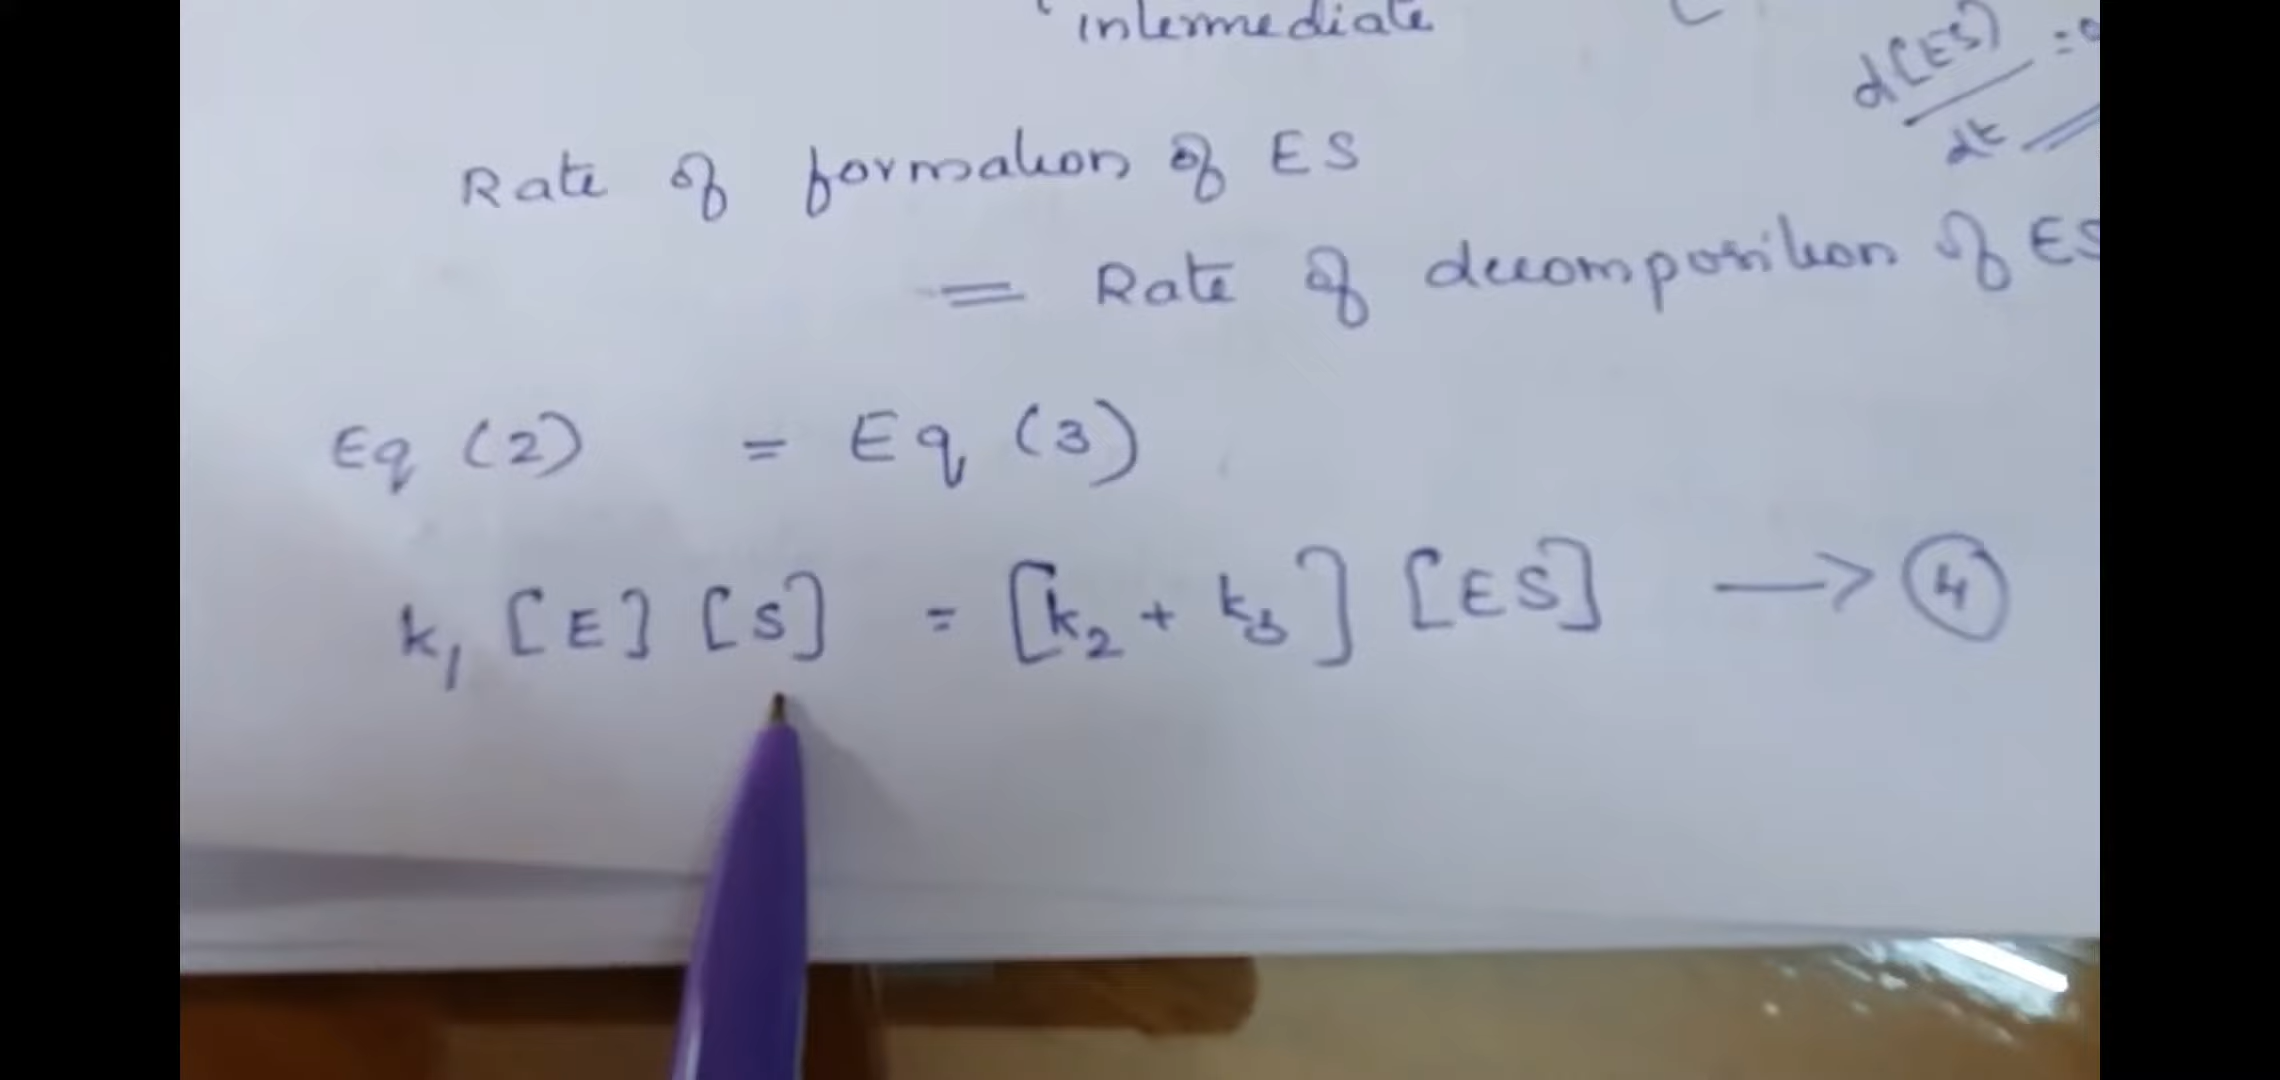 intermediate
d[ES]
= 0
dt
Rate of formation of ES
= Rate of decomposition of ES
Eq (2) = Eq (3)
k₁ [E] [S] = [k₂ + k₃] [ES] → 4